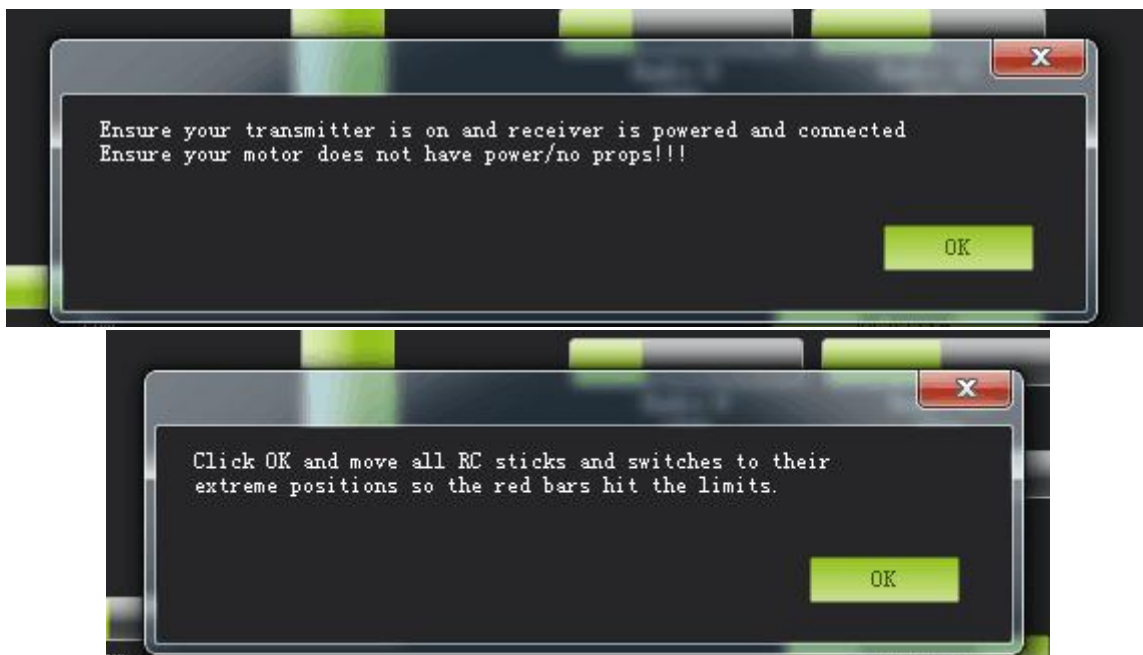 Ensure your transmitter is on and receiver is powered and connected
Ensure your motor does not have power/no props!!!
OK
Click OK and move all RC sticks and switches to their
extreme positions so the red bars hit the limits.
OK